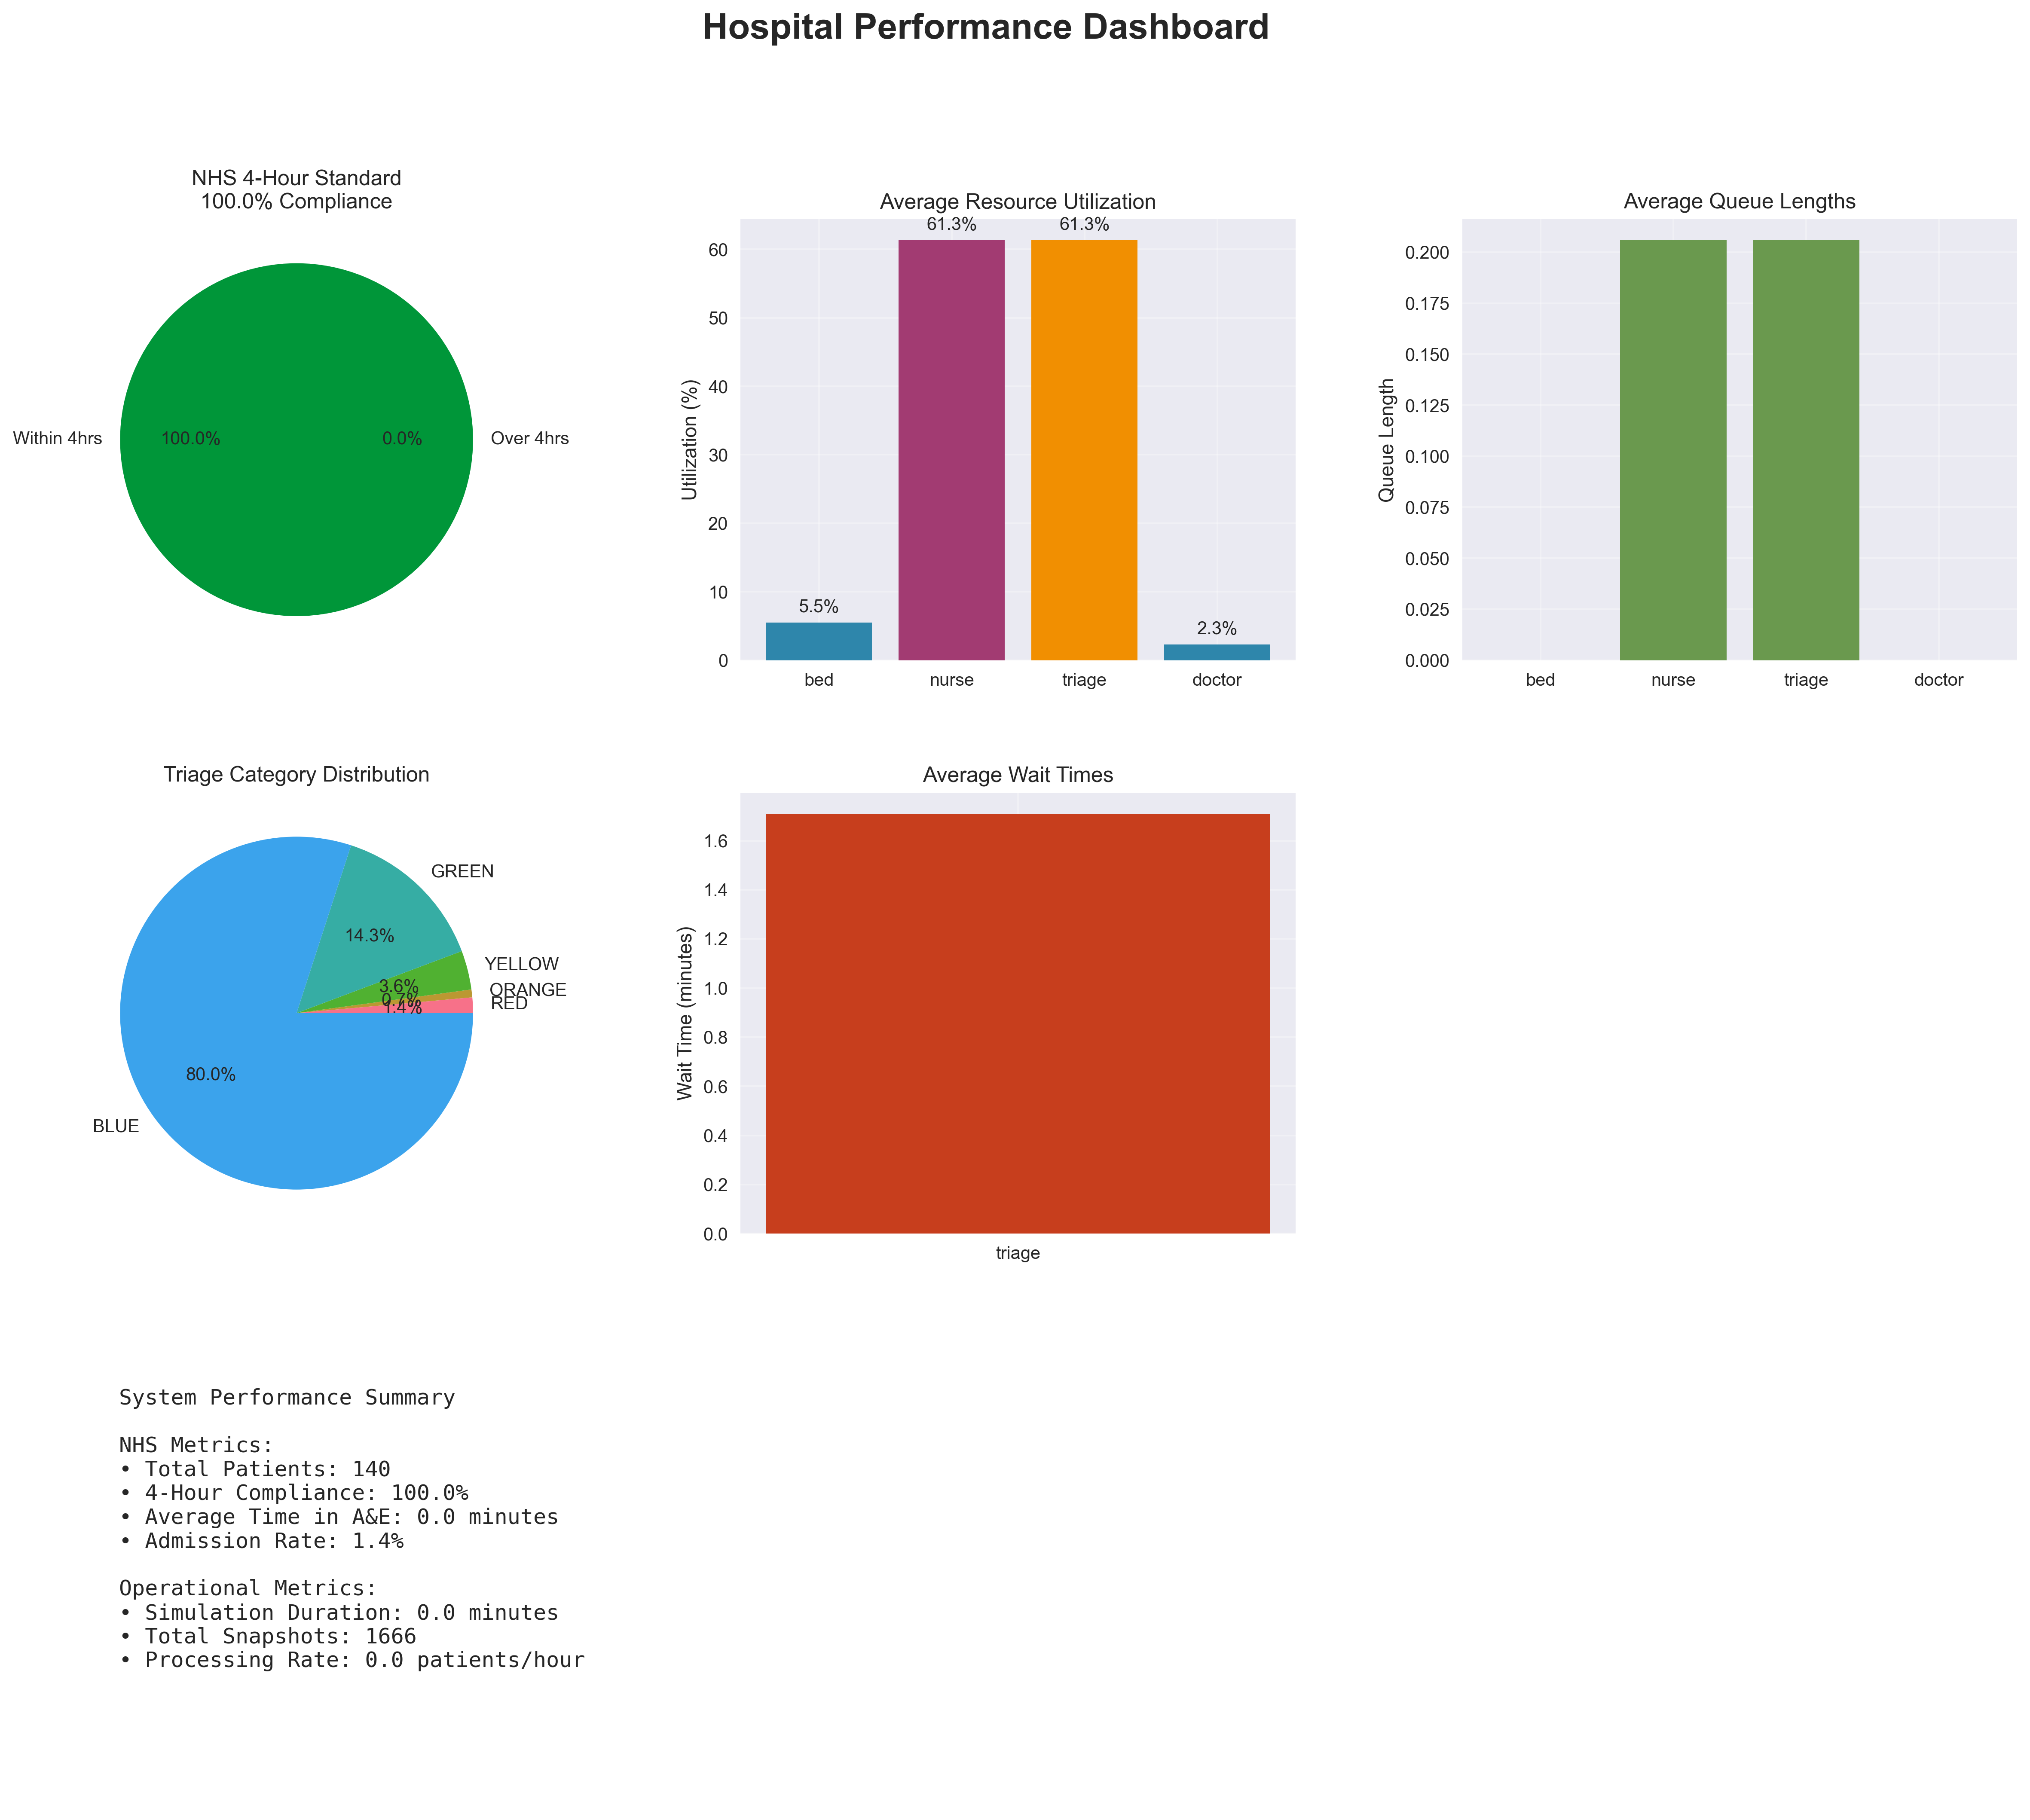 Hospital Performance Dashboard
NHS 4-Hour Standard
100.0% Compliance
Within 4hrs
100.0%
0.0%
Over 4hrs
Average Resource Utilization
Utilization (%)
60
50
40
30
20
10
0
5.5%
61.3%
61.3%
2.3%
bed
nurse
triage
doctor
Average Queue Lengths
Queue Length
0.200
0.175
0.150
0.125
0.100
0.075
0.050
0.025
0.000
bed
nurse
triage
doctor
Triage Category Distribution
GREEN
14.3%
YELLOW
3.6%
ORANGE
0.7%
RED
1.4%
80.0%
BLUE
Average Wait Times
Wait Time (minutes)
1.6
1.4
1.2
1.0
0.8
0.6
0.4
0.2
0.0
triage
System Performance Summary
NHS Metrics:
• Total Patients: 140
• 4-Hour Compliance: 100.0%
• Average Time in A&E: 0.0 minutes
• Admission Rate: 1.4%
Operational Metrics:
• Simulation Duration: 0.0 minutes
• Total Snapshots: 1666
• Processing Rate: 0.0 patients/hour